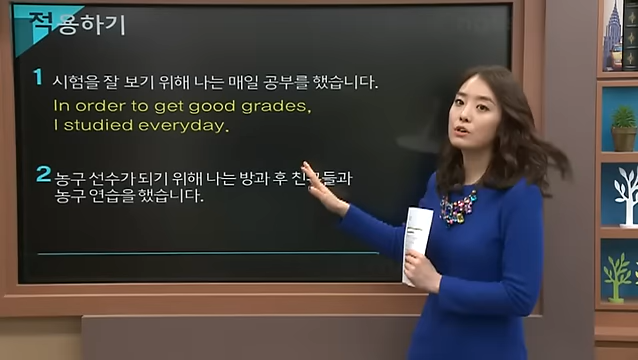 적용하기
1 시험을 잘 보기 위해 나는 매일 공부를 했습니다.
In order to get good grades,
I studied everyday.
2 농구 선수가 되기 위해 나는 방과 후
농구 연습을 했습니다.